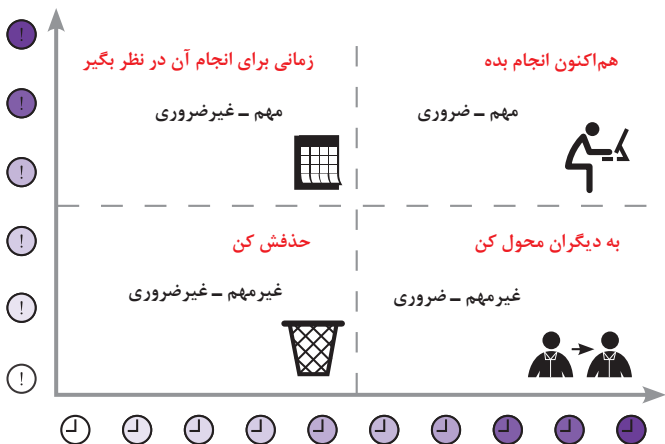 هم‌اکنون انجام بده
مهم ـ ضروری
زمانی برای انجام آن در نظر بگیر
مهم ـ غیرضروری
به دیگران محول کن
غیرمهم ـ ضروری
حذفش کن
غیرمهم ـ غیرضروری
!
!
!
!
!
!